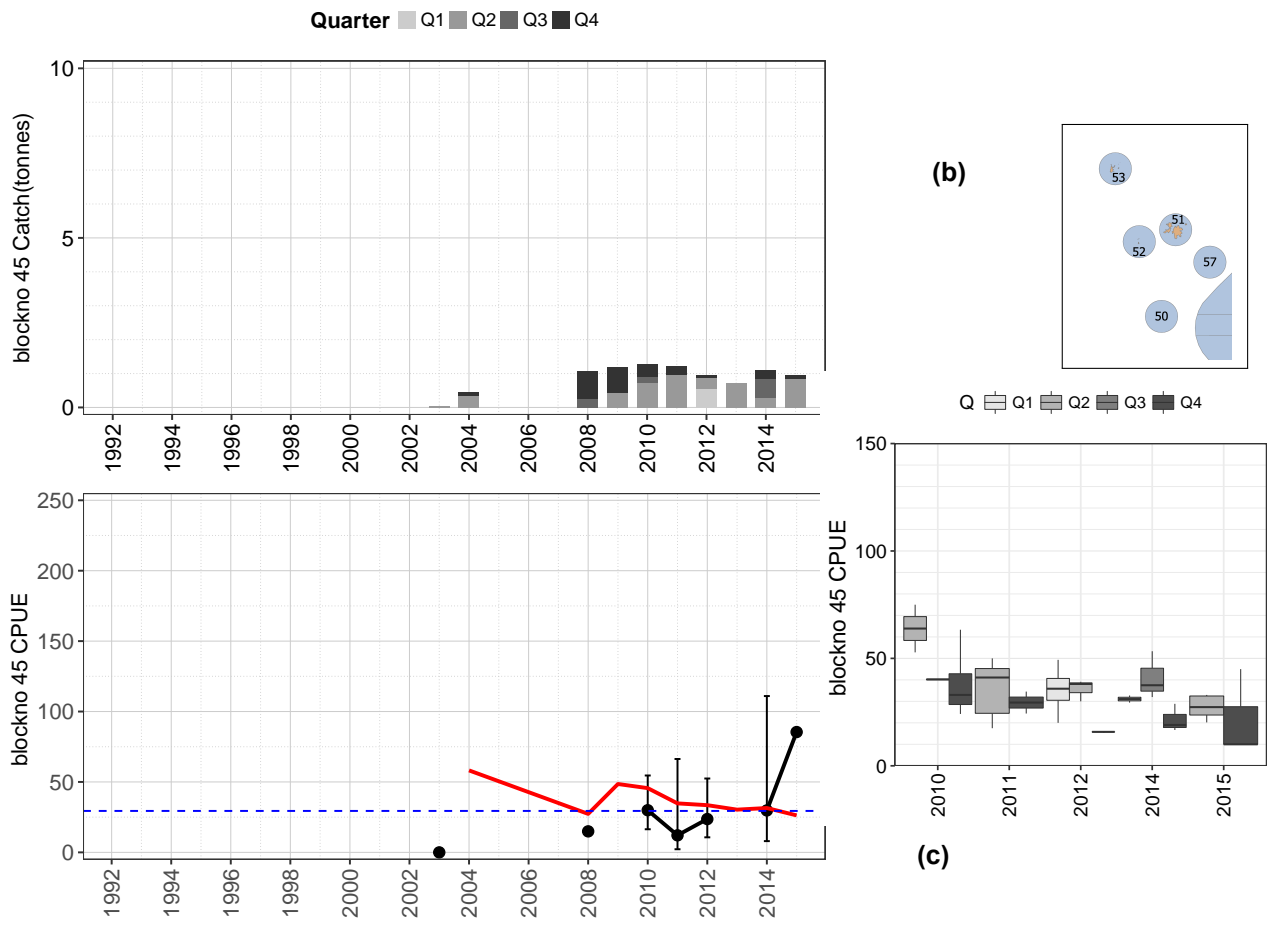 Quarter Q1 Q2 Q3 Q4
blockno 45 Catch(tonnes)
10
5
0
1992 1994 1996 1998 2000 2002 2004 2006 2008 2010 2012 2014
blockno 45 CPUE
250
200
150
100
50
0
1992 1994 1996 1998 2000 2002 2004 2006 2008 2010 2012 2014
(b)
53
51
52
57
50
Q Q1 Q2 Q3 Q4
blockno 45 CPUE
150
100
50
0
2010 2011 2012 2014 2015
(c)